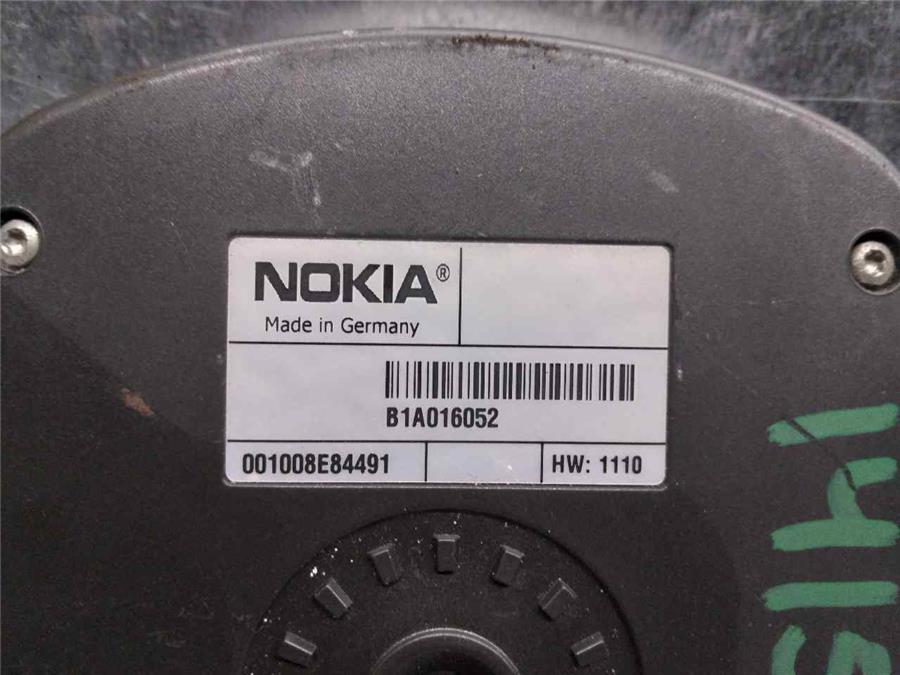 NOKIA®
Made in Germany
B1A016052
001008E84491
HW: 1110